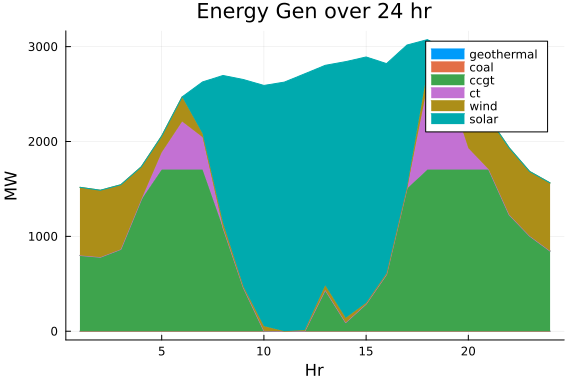 Energy Gen over 24 hr
3000
2000
1000
0
MW
geothermal
coal
ccgt
ct
wind
solar
5
10
15
20
Hr